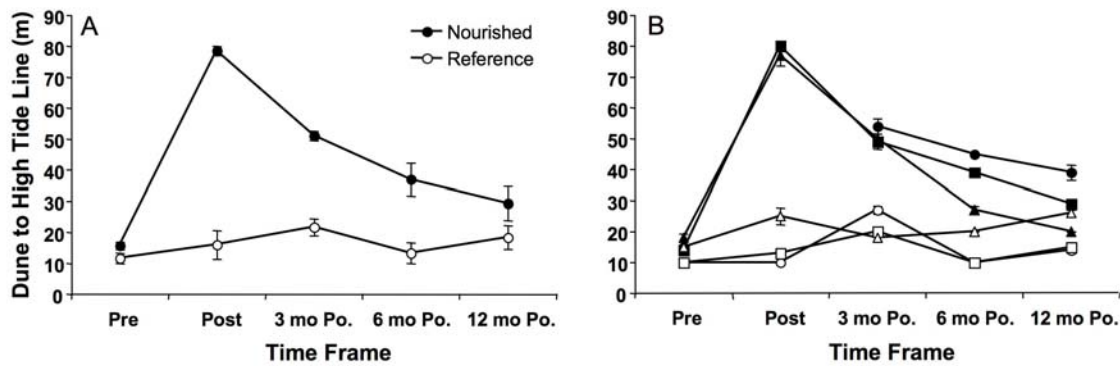 A
Nourished
Reference
Dune to High Tide Line (m)
90
80
70
60
50
40
30
20
10
0
Pre Post 3 mo Po. 6 mo Po. 12 mo Po.
Time Frame
B
90
80
70
60
50
40
30
20
10
0
Pre Post 3 mo Po. 6 mo Po. 12 mo Po.
Time Frame